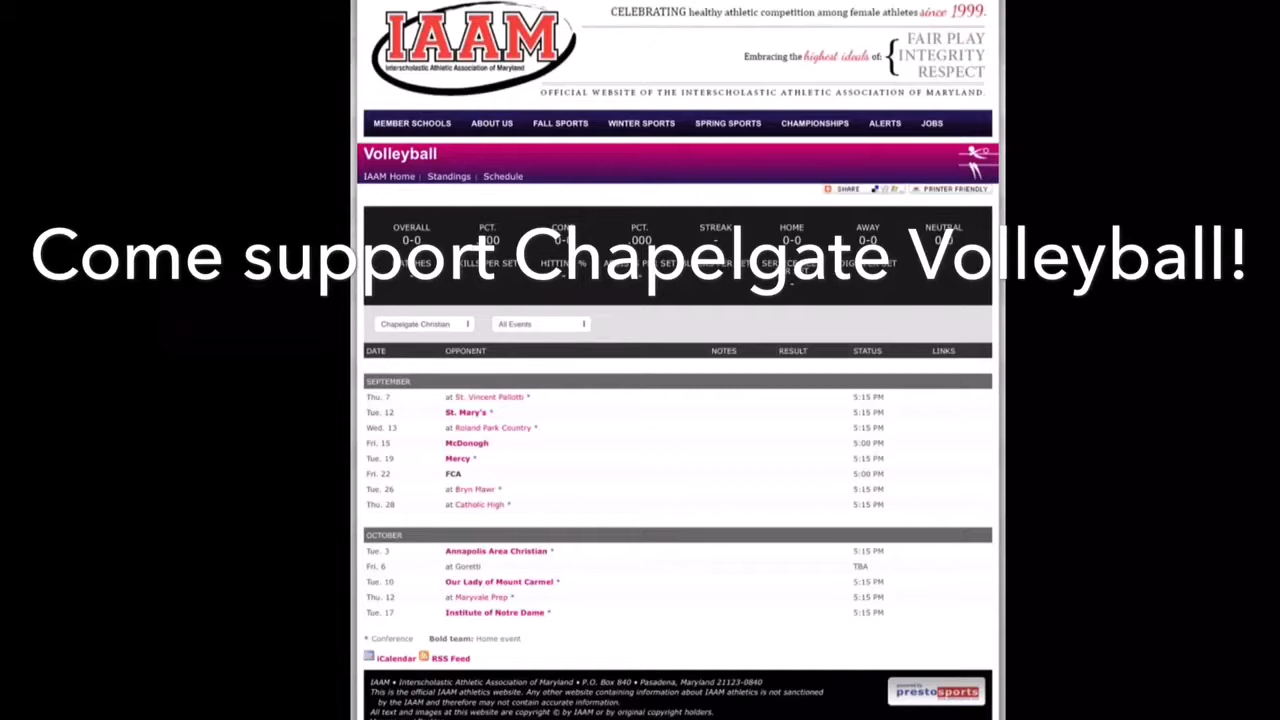 IAAM
Interscholastic Athletic Association of Maryland
CELEBRATING healthy athletic competition among female athletes since 1999.
Embracing the highest ideals of: { FAIR PLAY
INTEGRITY
RESPECT
OFFICIAL WEBSITE OF THE INTERSCHOLASTIC ATHLETIC ASSOCIATION OF MARYLAND.
MEMBER SCHOOLS ABOUT US FALL SPORTS WINTER SPORTS SPRING SPORTS CHAMPIONSHIPS ALERTS JOBS
Volleyball
IAAM Home | Standings | Schedule
SHARE PRINTER FRIENDLY
OVERALL PCT. CONF PCT. STREAK HOME AWAY NEUTRAL
0-0 .000 0-0 .000 - 0-0 0-0 0-0
Come support Chapelgate Volleyball!
Chapelgate Christian All Events
DATE OPPONENT NOTES RESULT STATUS LINKS
SEPTEMBER
Thu. 7 at St. Vincent Pallotti * 5:15 PM
Tue. 12 St. Mary's * 5:15 PM
Wed. 13 at Roland Park Country * 5:15 PM
Fri. 15 McDonogh 5:00 PM
Tue. 19 Mercy * 5:15 PM
Fri. 22 FCA 5:00 PM
Tue. 26 at Bryn Mawr * 5:15 PM
Thu. 28 at Catholic High * 5:15 PM
OCTOBER
Tue. 3 Annapolis Area Christian * 5:15 PM
Fri. 6 at Goretti TBA
Tue. 10 Our Lady of Mount Carmel * 5:15 PM
Thu. 12 at Maryvale Prep * 5:15 PM
Tue. 17 Institute of Notre Dame * 5:15 PM
* Conference Bold team: Home event
iCalendar RSS Feed
IAAM • Interscholastic Athletic Association of Maryland • P.O. Box 840 • Pasadena, Maryland 21123-0840
This is the official IAAM athletics website. Any other website containing information about IAAM athletics is not sanctioned
by the IAAM and therefore may not contain accurate information.
All text and images at this website are copyright © by IAAM or by original copyright holders.
powered by
prestosports